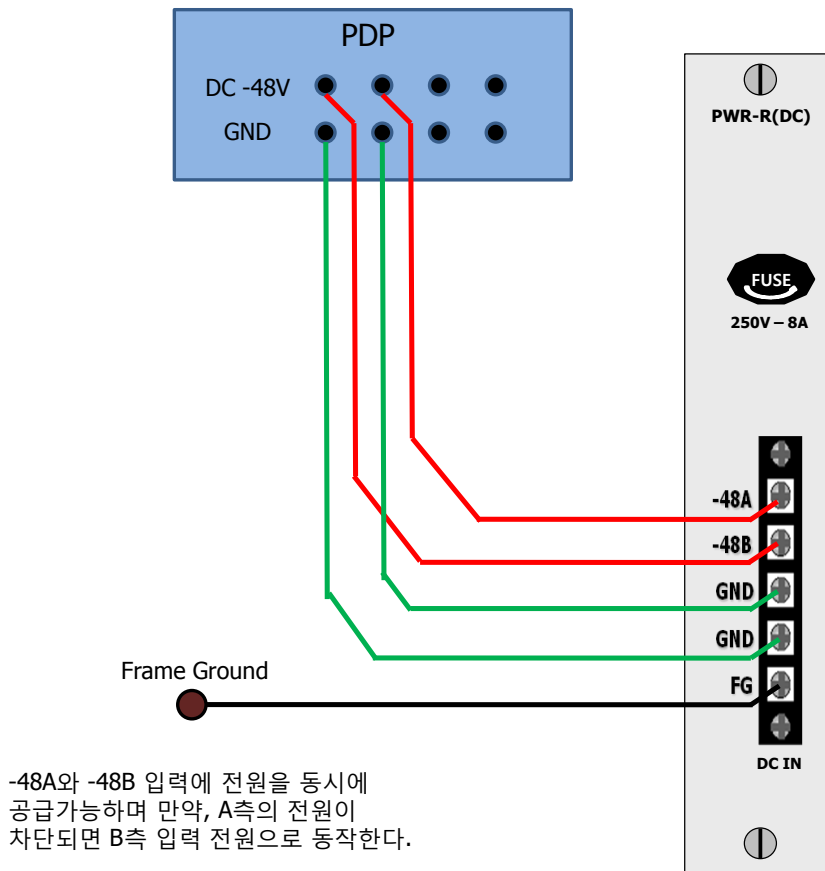 PDP
DC -48V
GND
PWR-R(DC)
FUSE
250V – 8A
-48A
-48B
GND
GND
FG
DC IN
Frame Ground
-48A와 -48B 입력에 전원을 동시에
공급가능하며 만약, A측의 전원이
차단되면 B측 입력 전원으로 동작한다.